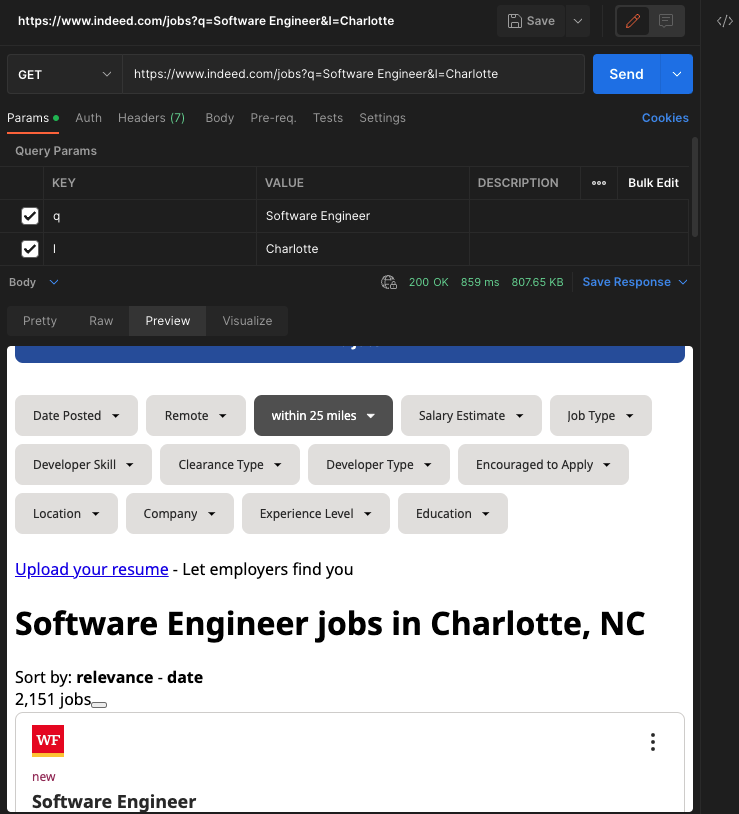 https://www.indeed.com/jobs?q=Software Engineer&l=Charlotte
Save
</>
GET
https://www.indeed.com/jobs?q=Software Engineer&l=Charlotte
Send
Params Auth Headers (7) Body Pre-req. Tests Settings Cookies
Query Params
KEY VALUE DESCRIPTION Bulk Edit
q Software Engineer
l Charlotte
Body 200 OK 859 ms 807.65 KB Save Response
Pretty Raw Preview Visualize
Date Posted Remote within 25 miles Salary Estimate Job Type
Developer Skill Clearance Type Developer Type Encouraged to Apply
Location Company Experience Level Education
Upload your resume - Let employers find you
Software Engineer jobs in Charlotte, NC
Sort by: relevance - date
2,151 jobs
WF
new
Software Engineer